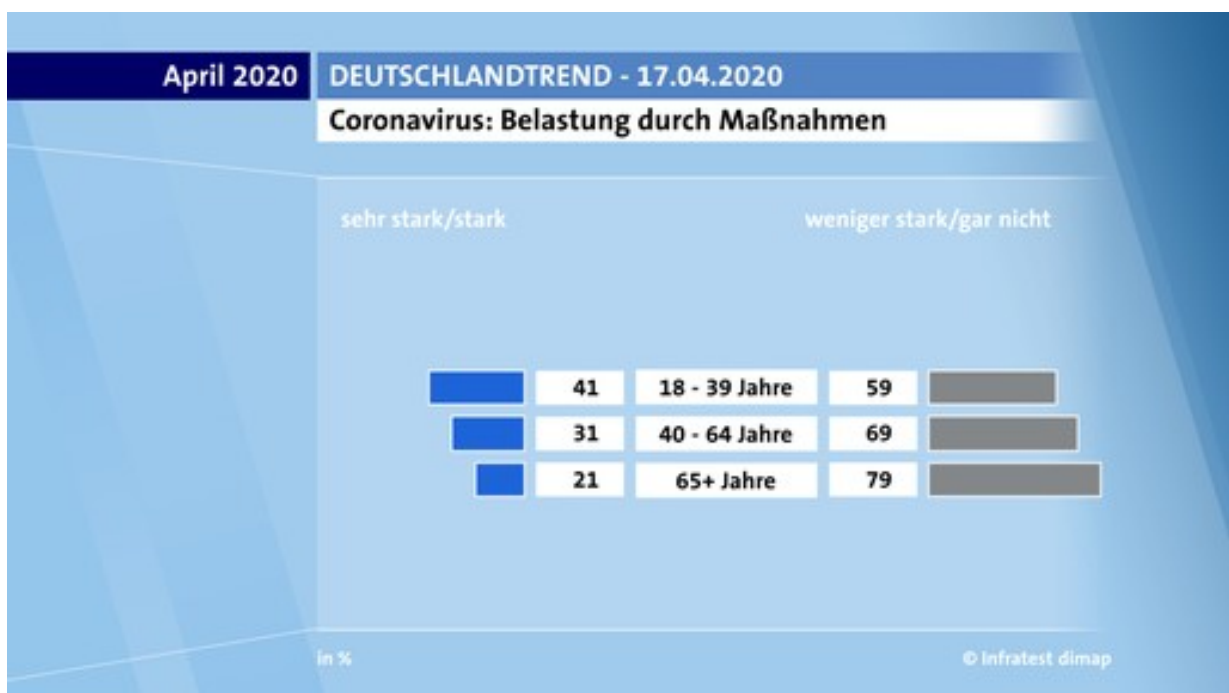 April 2020
DEUTSCHLANDTREND - 17.04.2020
Coronavirus: Belastung durch Maßnahmen
sehr stark/stark weniger stark/gar nicht
41 18 - 39 Jahre 59
31 40 - 64 Jahre 69
21 65+ Jahre 79
in % © Infratest dimap